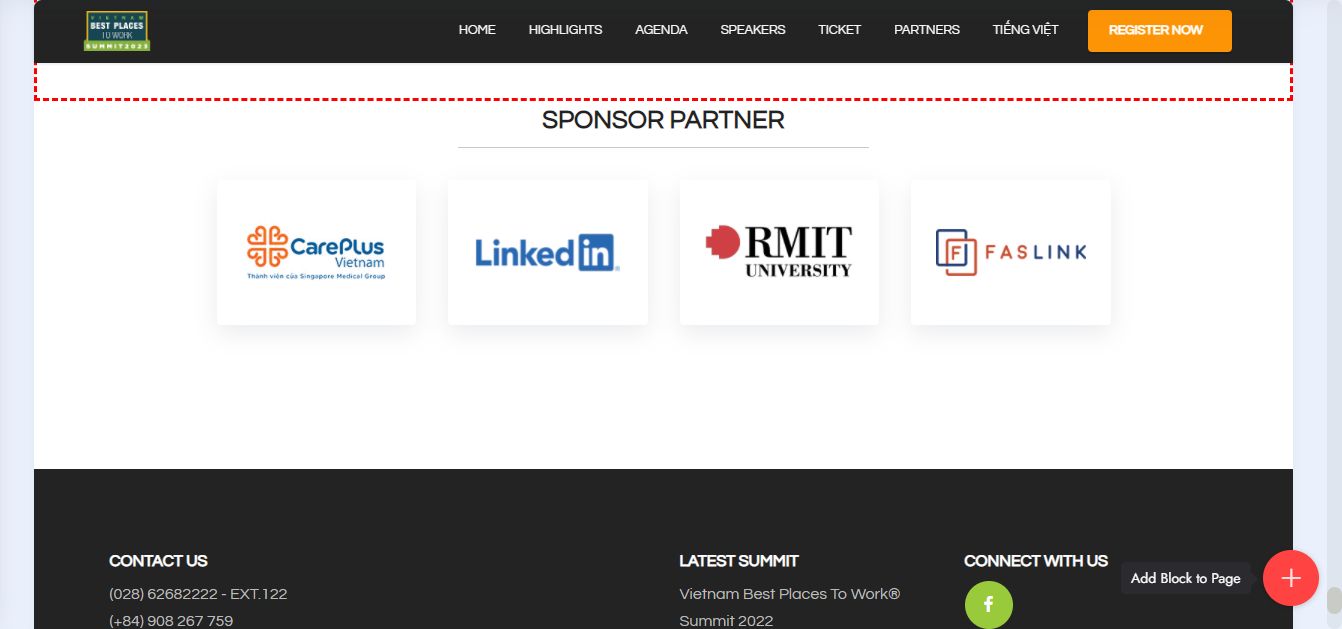 VIETNAM
BEST PLACES
TO WORK
SUMMIT2023
HOME HIGHLIGHTS AGENDA SPEAKERS TICKET PARTNERS TIẾNG VIỆT REGISTER NOW
SPONSOR PARTNER
CarePlus
Vietnam
Thành viên của Singapore Medical Group
Linkedin
RMIT
UNIVERSITY
F FASLINK
CONTACT US
(028) 62682222 - EXT.122
(+84) 908 267 759
LATEST SUMMIT
Vietnam Best Places To Work®
Summit 2022
CONNECT WITH US
f
Add Block to Page